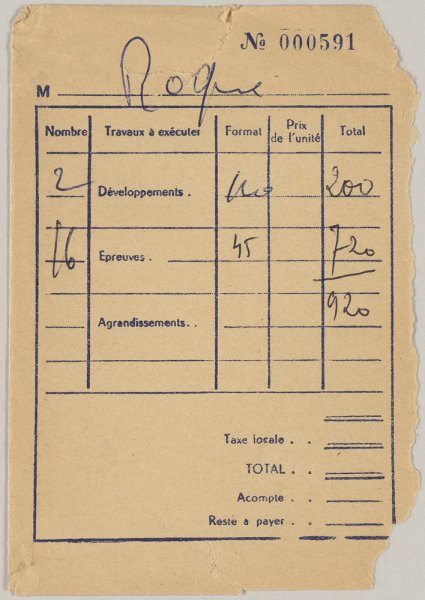 No 000591
M Roque
Nombre Travaux à exécuter Format Prix de l'unité Total
2 Développements. 200
16 Epreuves. 45 720
920
Agrandissements..
Taxe locale . .
TOTAL . .
Acompte . .
Reste à payer . .